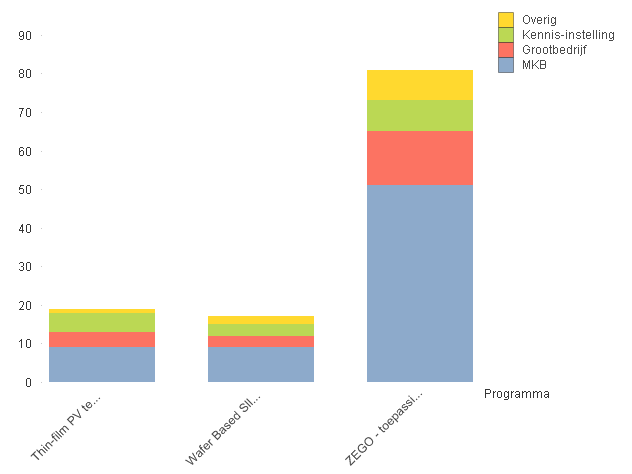 Overig
Kennis-instelling
Grootbedrijf
MKB
90
80
70
60
50
40
30
20
10
0
Programma
Thin-film PV te...
Wafer Based SII...
ZEGO - toepassi...